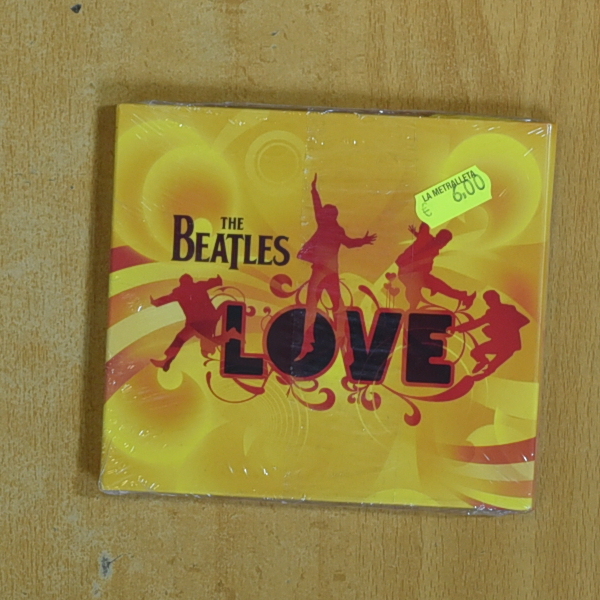 THE
BEATLES
LOVE
LA METRALLETA
€ 6,00